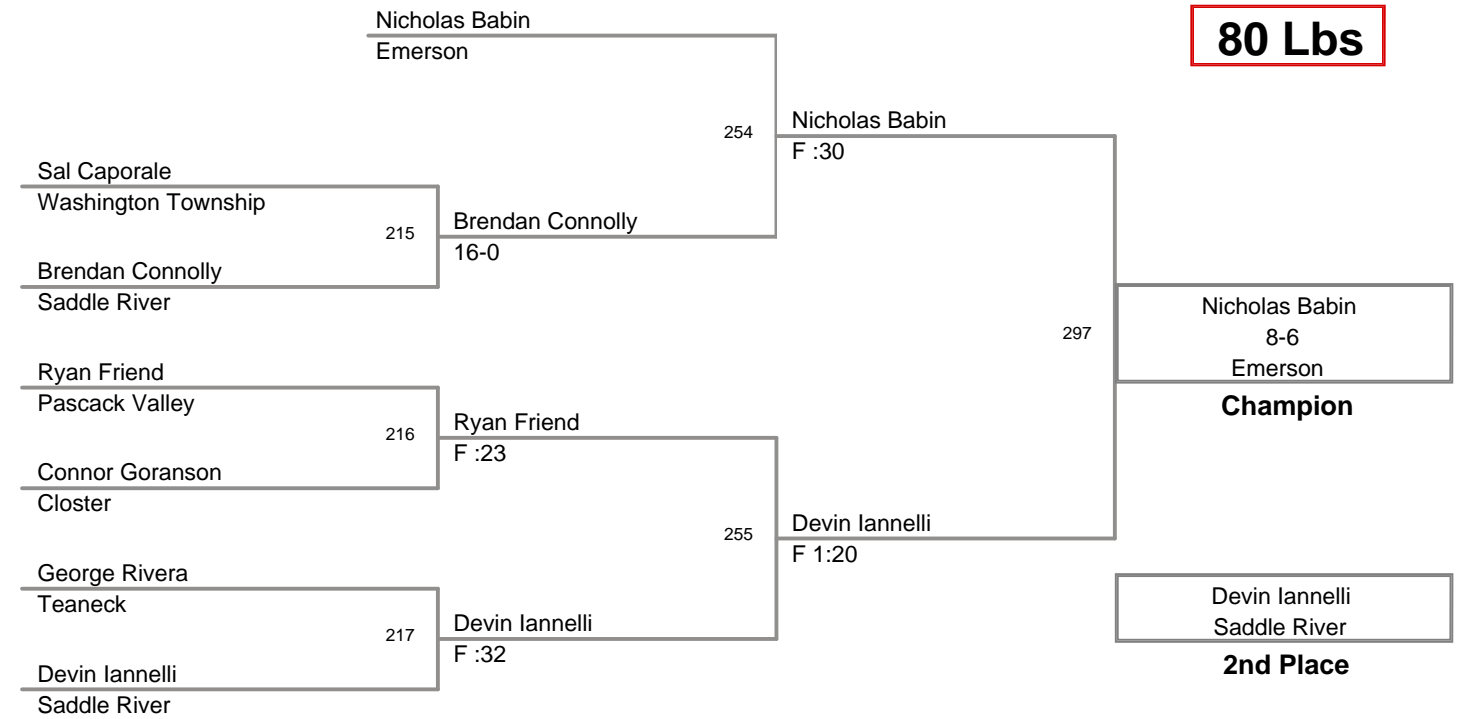 Nicholas Babin
Emerson
80 Lbs
254
Nicholas Babin
F :30
Sal Caporale
Washington Township
215
Brendan Connolly
16-0
Brendan Connolly
Saddle River
297
Nicholas Babin
8-6
Emerson
Champion
Ryan Friend
Pascack Valley
216
Ryan Friend
F :23
Connor Goranson
Closter
255
Devin Iannelli
F 1:20
George Rivera
Teaneck
217
Devin Iannelli
F :32
Devin Iannelli
Saddle River
Devin Iannelli
Saddle River
2nd Place